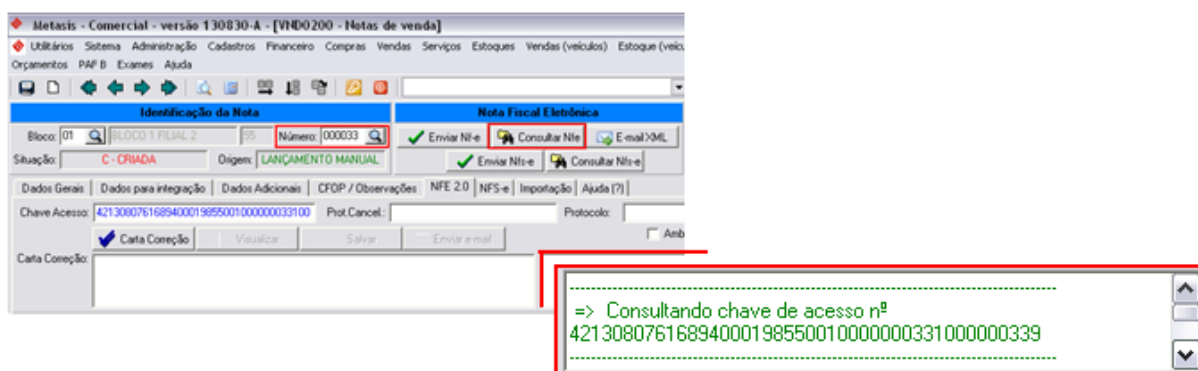 Metasis - Comercial - versão 130830-A - [VND0200 - Notas de venda]
Utilitários Sistema Administração Cadastros Financeiro Compras Vendas Serviços Estoques Vendas (veículos) Estoque (veícu
Orçamentos PAF B Exames Ajuda
Identificação da Nota Nota Fiscal Eletrônica
Bloco: 01 BLOCO 1 FILIAL 2 55 Número: 000033 Enviar Nf-e Consultar Nfe E-mail>XML
Situação: C - CRIADA Origem: LANÇAMENTO MANUAL Enviar Nfs-e Consultar Nfs-e
Dados Gerais Dados para integração Dados Adicionais CFOP / Observações NFE 2.0 NFS-e Importação Ajuda (?)
Chave Acesso: 4213080761689400019855001000000033100 Prot.Cancel.: Protocolo:
Carta Correção Visualizar Salvar Enviar e-mail Amb
Carta Correção:
--------------------------------------------------------------------------------
=> Consultando chave de acesso nº
42130807616894000198550010000000331000000339
--------------------------------------------------------------------------------